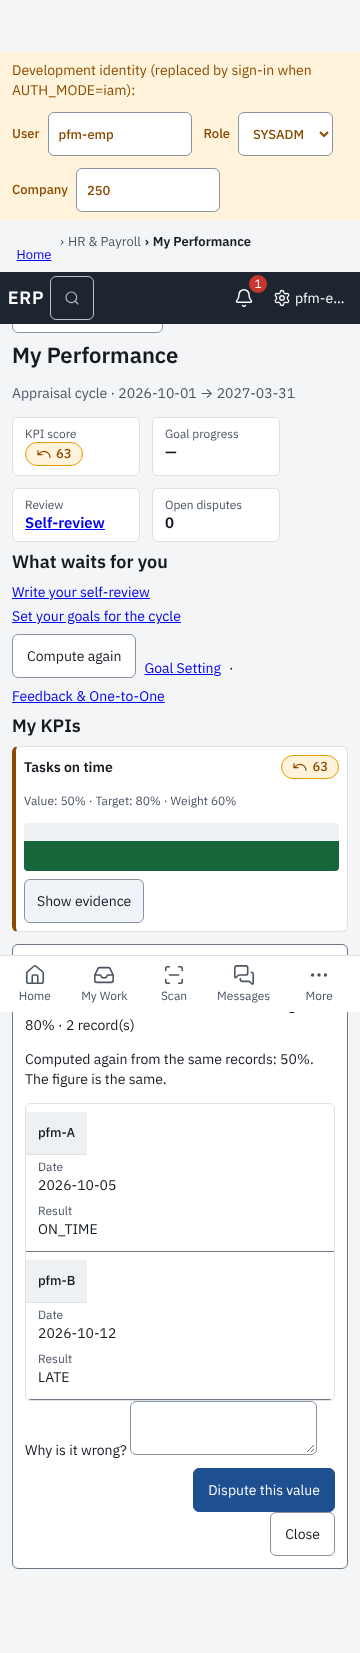 Development identity (replaced by sign-in when
AUTH_MODE=iam):
User pfm-emp Role SYSADM
Company 250
› HR & Payroll › My Performance
Home
ERP 1 pfm-e...
My Performance
Appraisal cycle · 2026-10-01 → 2027-03-31
KPI score Goal progress
63 —
Review Open disputes
Self-review 0
What waits for you
Write your self-review
Set your goals for the cycle
Compute again Goal Setting ·
Feedback & One-to-One
My KPIs
Tasks on time 63
Value: 50% · Target: 80% · Weight 60%
Show evidence
Home My Work Scan Messages More
80% · 2 record(s)
Computed again from the same records: 50%.
The figure is the same.
pfm-A
Date
2026-10-05
Result
ON_TIME
pfm-B
Date
2026-10-12
Result
LATE
Why is it wrong?
Dispute this value
Close